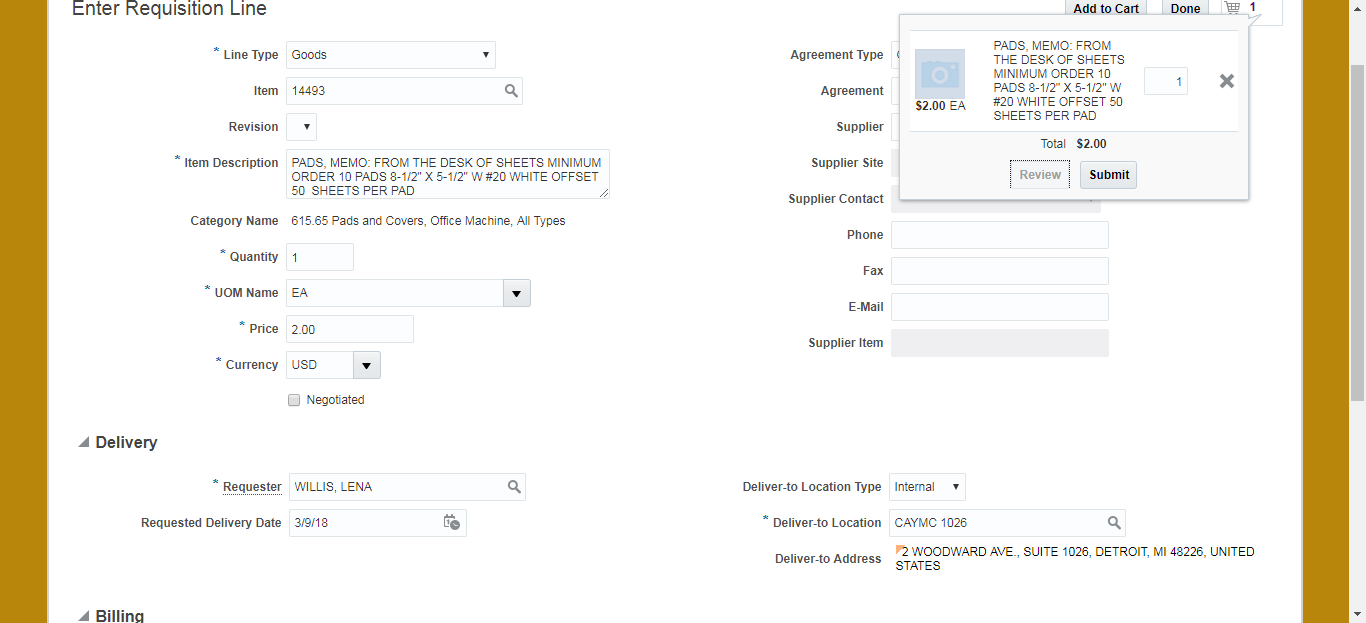 Enter Requisition Line
Add to Cart
Done
1
* Line Type Goods
Item 14493
Revision
* Item Description PADS, MEMO: FROM THE DESK OF SHEETS MINIMUM
ORDER 10 PADS 8-1/2" X 5-1/2" W #20 WHITE OFFSET
50 SHEETS PER PAD
Category Name 615.65 Pads and Covers, Office Machine, All Types
* Quantity 1
* UOM Name EA
* Price 2.00
* Currency USD
Negotiated
Agreement Type
Agreement
Supplier
Supplier Site
Supplier Contact
Phone
Fax
E-Mail
Supplier Item
PADS, MEMO: FROM
THE DESK OF SHEETS
MINIMUM ORDER 10
PADS 8-1/2" X 5-1/2" W
#20 WHITE OFFSET 50
SHEETS PER PAD
$2.00 EA
1
Total $2.00
Review
Submit
Delivery
* Requester WILLIS, LENA
Requested Delivery Date 3/9/18
Deliver-to Location Type Internal
* Deliver-to Location CAYMC 1026
Deliver-to Address 2 WOODWARD AVE., SUITE 1026, DETROIT, MI 48226, UNITED
STATES
Billing